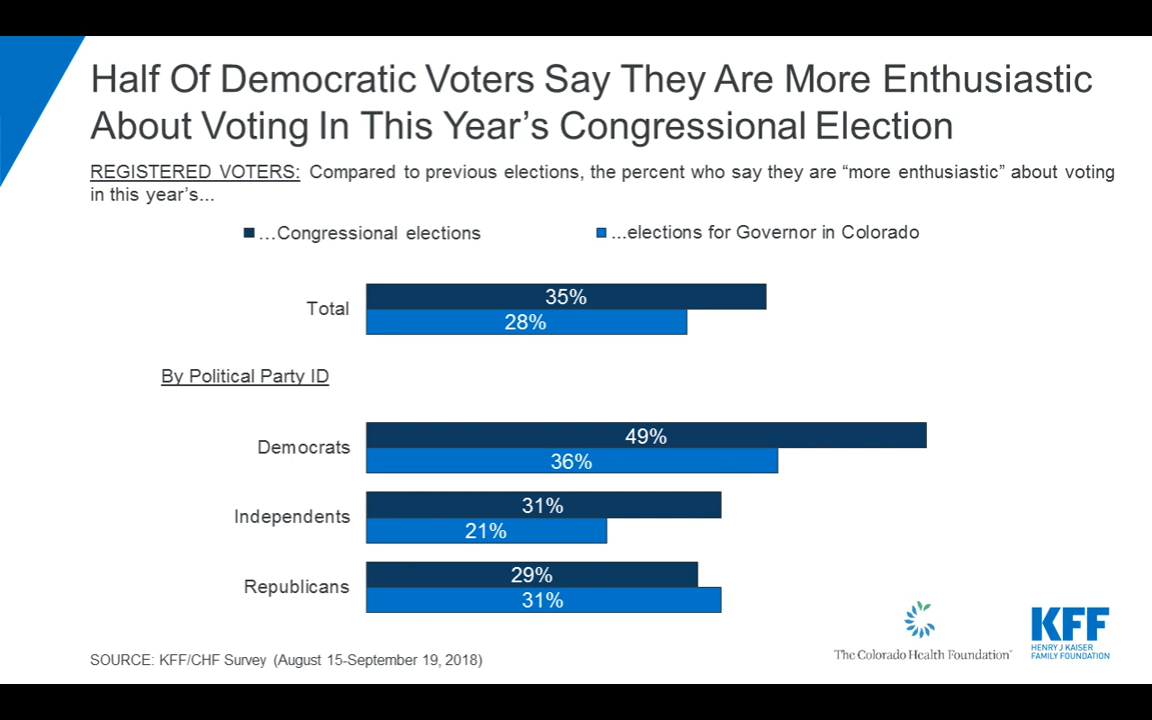 Half Of Democratic Voters Say They Are More Enthusiastic
About Voting In This Year’s Congressional Election
REGISTERED VOTERS: Compared to previous elections, the percent who say they are “more enthusiastic” about voting
in this year’s...
…Congressional elections
...elections for Governor in Colorado
Total
35%
28%
By Political Party ID
Democrats
49%
36%
Independents
31%
21%
Republicans
29%
31%
SOURCE: KFF/CHF Survey (August 15-September 19, 2018)
The Colorado Health Foundation™
KFF
HENRY J KAISER
FAMILY FOUNDATION